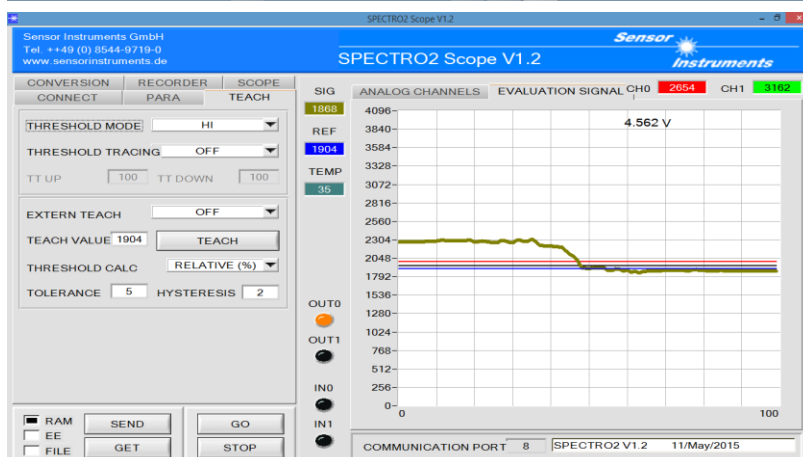 SPECTRO2 Scope V1.2
Sensor Instruments GmbH
Tel. ++49 (0) 8544-9719-0
www.sensorinstruments.de
SPECTRO2 Scope V1.2
Sensor
Instruments
CONVERSION RECORDER SCOPE
CONNECT PARA TEACH
THRESHOLD MODE HI
THRESHOLD TRACING OFF
TT UP 100 TT DOWN 100
EXTERN TEACH OFF
TEACH VALUE 1904 TEACH
THRESHOLD CALC RELATIVE (%)
TOLERANCE 5 HYSTERESIS 2
RAM
EE
FILE
SEND GO
GET STOP
SIG
1868
REF
1904
TEMP
35
OUT0
OUT1
IN0
IN1
ANALOG CHANNELS EVALUATION SIGNAL CH0 2654 CH1 3162
4.562 V
4096
3840
3584
3328
3072
2816
2560
2304
2048
1792
1536
1280
1024
768
512
256
0
0 100
COMMUNICATION PORT 8 SPECTRO2 V1.2 11/May/2015